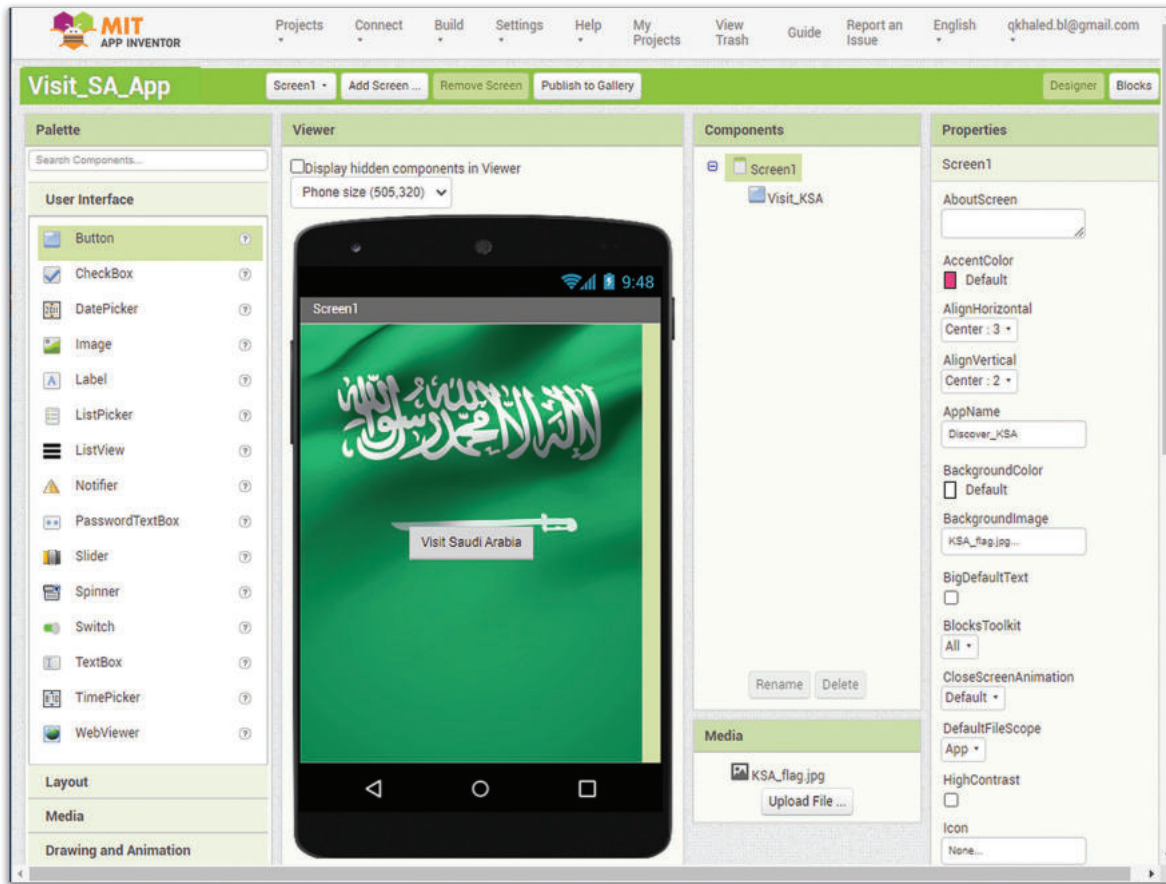 MIT
APP INVENTOR
Projects
Connect
Build
Settings
Help
My Projects
View Trash
Guide
Report an Issue
English
qkhaled.bl@gmail.com
Visit_SA_App
Screen1
Add Screen ...
Remove Screen
Publish to Gallery
Designer
Blocks
Palette
Search Components...
User Interface
Button
CheckBox
DatePicker
Image
Label
ListPicker
ListView
Notifier
PasswordTextBox
Slider
Spinner
Switch
TextBox
TimePicker
WebViewer
Layout
Media
Drawing and Animation
Viewer
Display hidden components in Viewer
Phone size (505,320)
9:48
Screen1
لا إله إلا الله محمد رسول الله
Visit Saudi Arabia
Components
Screen1
Visit_KSA
Rename
Delete
Media
KSA_flag.jpg
Upload File ...
Properties
Screen1
AboutScreen
AccentColor
Default
AlignHorizontal
Center : 3
AlignVertical
Center : 2
AppName
Discover_KSA
BackgroundColor
Default
BackgroundImage
KSA_flag.jpg...
BigDefaultText
BlocksToolkit
All
CloseScreenAnimation
Default
DefaultFileScope
App
HighContrast
Icon
None...